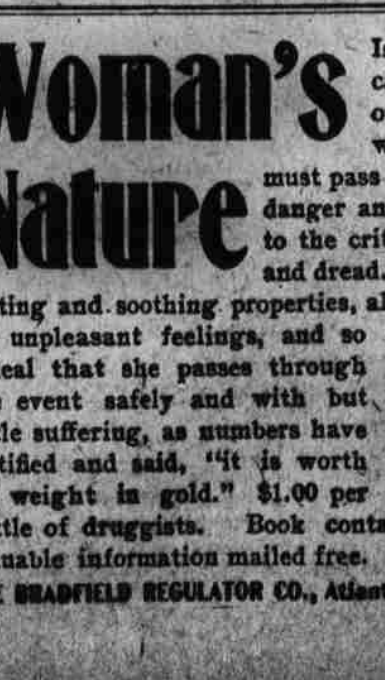 Woman's
Nature
must pass
danger an
to the crit
and dread
ting and soothing properties, al
unpleasant feelings, and so
eal that she passes through
event safely and with but
le suffering, as numbers have
tified and said, "it is worth
weight in gold." $1.00 per
ttle of druggists. Book conta
uable information mailed free.
E BRADFIELD REGULATOR CO., Atlant